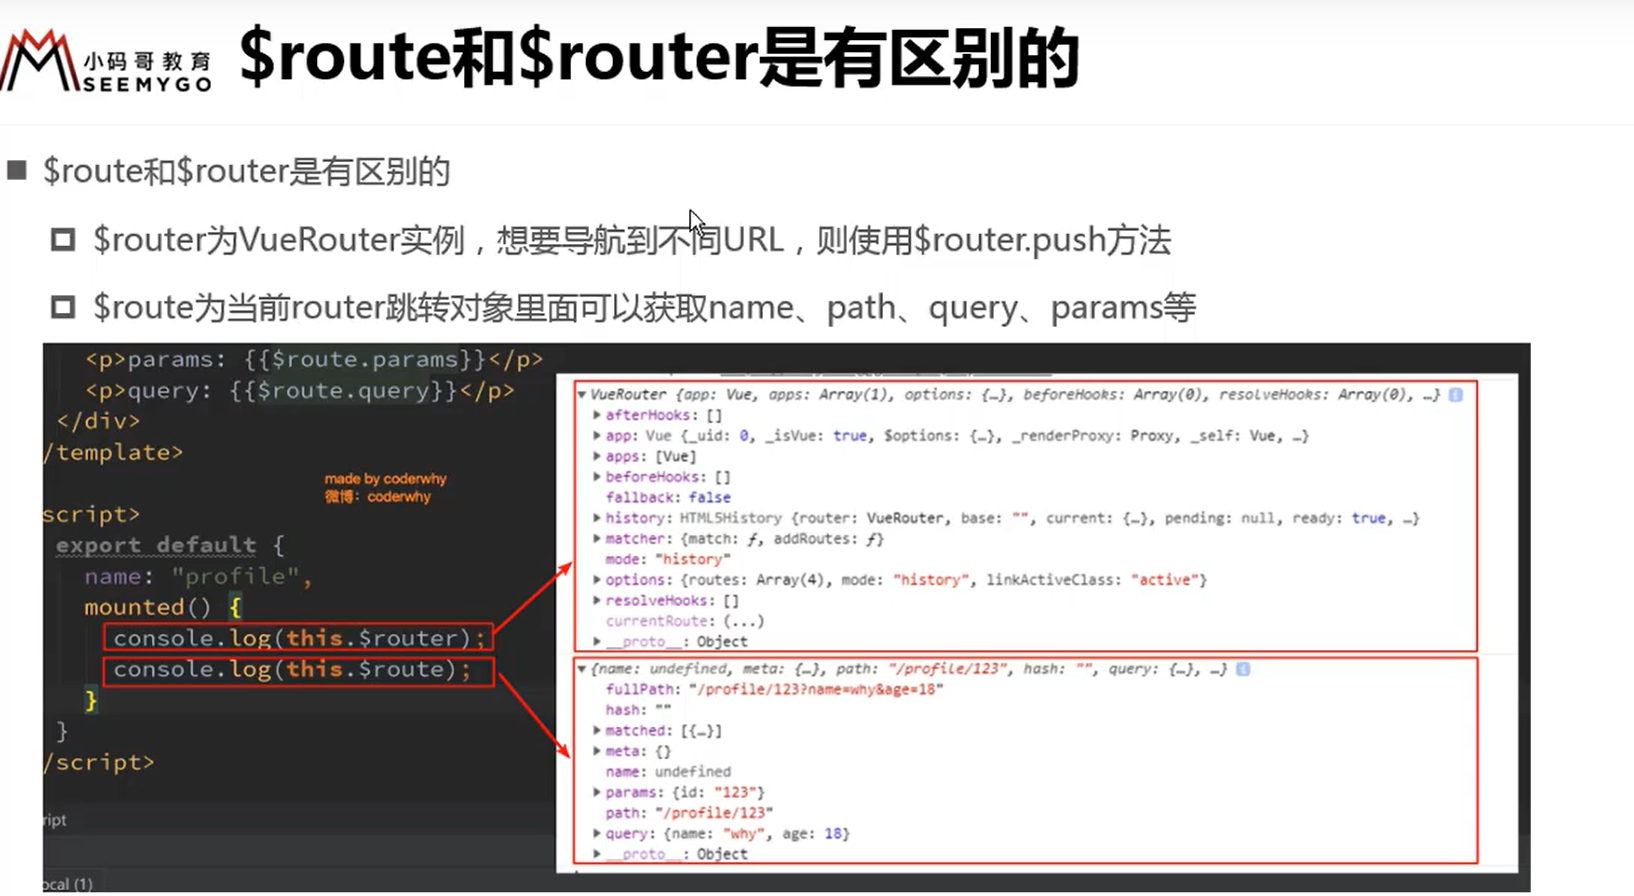 小码哥教育
SEEMYGO
$route和$router是有区别的
$route和$router是有区别的
$router为VueRouter实例，想要导航到不同URL，则使用$router.push方法
$route为当前router跳转对象里面可以获取name、path、query、params等
<p>params: {{$route.params}}</p>
<p>query: {{$route.query}}</p>
</div>
/template>
made by coderwhy
微博：coderwhy
script>
export default {
name: "profile",
mounted() {
console.log(this.$router);
console.log(this.$route);
}
}
/script>
ript
ocal (1)
VueRouter {app: Vue, apps: Array(1), options: {…}, beforeHooks: Array(0), resolveHooks: Array(0), …}
afterHooks: []
app: Vue {_uid: 0, _isVue: true, $options: {…}, _renderProxy: Proxy, _self: Vue, …}
apps: [Vue]
beforeHooks: []
fallback: false
history: HTML5History {router: VueRouter, base: "", current: {…}, pending: null, ready: true, …}
matcher: {match: ƒ, addRoutes: ƒ}
mode: "history"
options: {routes: Array(4), mode: "history", linkActiveClass: "active"}
resolveHooks: []
currentRoute: (...)
__proto__: Object
{name: undefined, meta: {…}, path: "/profile/123", hash: "", query: {…}, …}
fullPath: "/profile/123?name=why&age=18"
hash: ""
matched: [{…}]
meta: {}
name: undefined
params: {id: "123"}
path: "/profile/123"
query: {name: "why", age: 18}
__proto__: Object